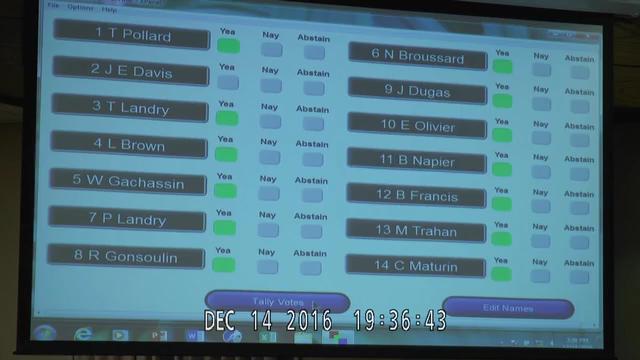 File Options Help
1 T Pollard Yea Nay Abstain
2 J E Davis Yea Nay Abstain
3 T Landry Yea Nay Abstain
4 L Brown Yea Nay Abstain
5 W Gachassin Yea Nay Abstain
7 P Landry Yea Nay Abstain
8 R Gonsoulin Yea Nay Abstain
6 N Broussard Yea Nay Abstain
9 J Dugas Yea Nay Abstain
10 E Olivier Yea Nay Abstain
11 B Napier Yea Nay Abstain
12 B Francis Yea Nay Abstain
13 M Trahan Yea Nay Abstain
14 C Maturin Yea Nay Abstain
Tally Votes
Edit Names
DEC 14 2016 19:36:43